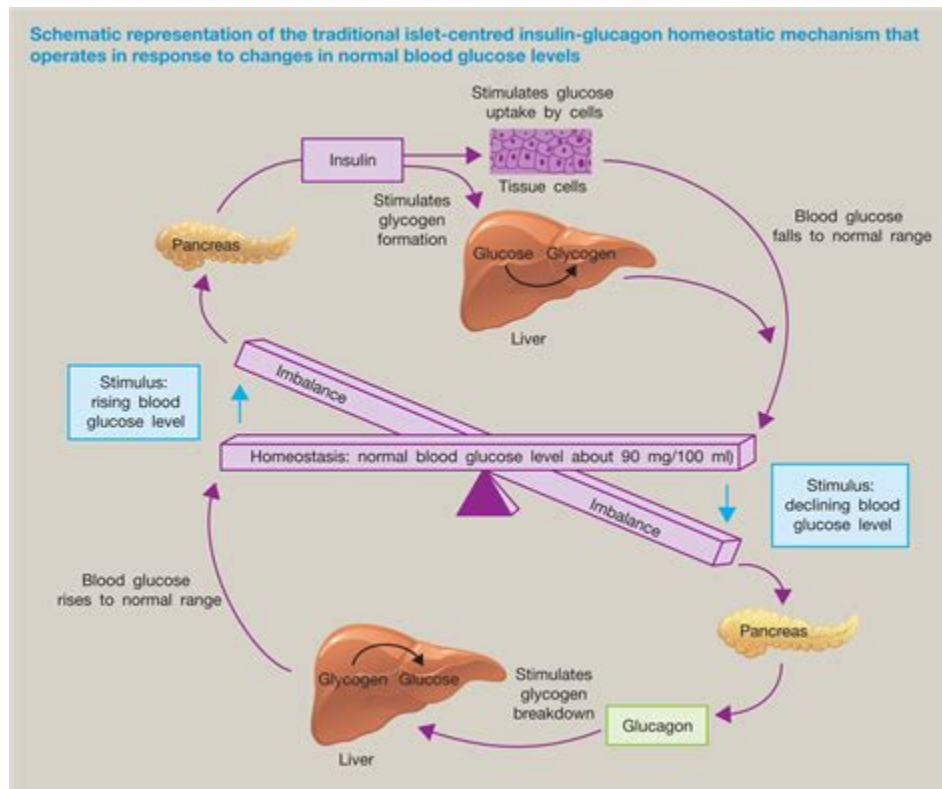 Schematic representation of the traditional islet-centred insulin-glucagon homeostatic mechanism that
operates in response to changes in normal blood glucose levels
Stimulates glucose
uptake by cells
Insulin
Tissue cells
Stimulates
glycogen
formation
Pancreas
Glucose Glycogen
Liver
Blood glucose
falls to normal range
Imbalance
Stimulus:
rising blood
glucose level
Homeostasis: normal blood glucose level about 90 mg/100 ml)
Imbalance
Stimulus:
declining blood
glucose level
Blood glucose
rises to normal range
Pancreas
Glycogen Glucose
Liver
Stimulates
glycogen
breakdown
Glucagon